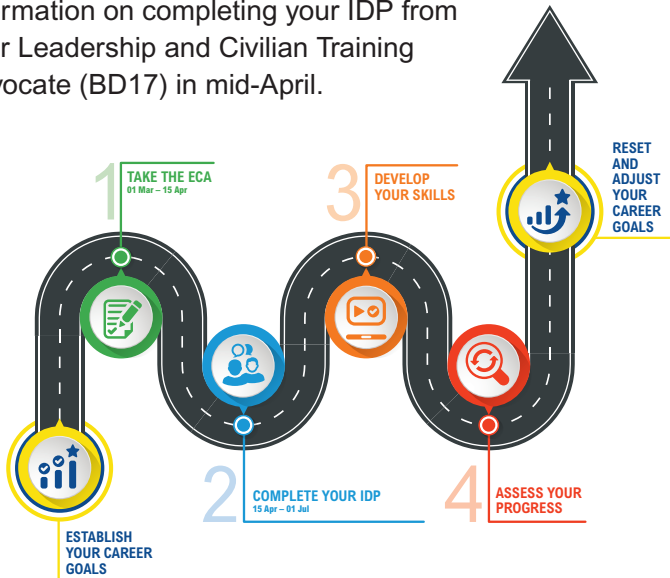 rmation on completing your IDP from
r Leadership and Civilian Training
vocate (BD17) in mid-April.
1
TAKE THE ECA
01 Mar – 15 Apr
3
DEVELOP
YOUR SKILLS
RESET
AND
ADJUST
YOUR
CAREER
GOALS
2
COMPLETE YOUR IDP
15 Apr – 01 Jul
4
ASSESS YOUR
PROGRESS
ESTABLISH
YOUR CAREER
GOALS